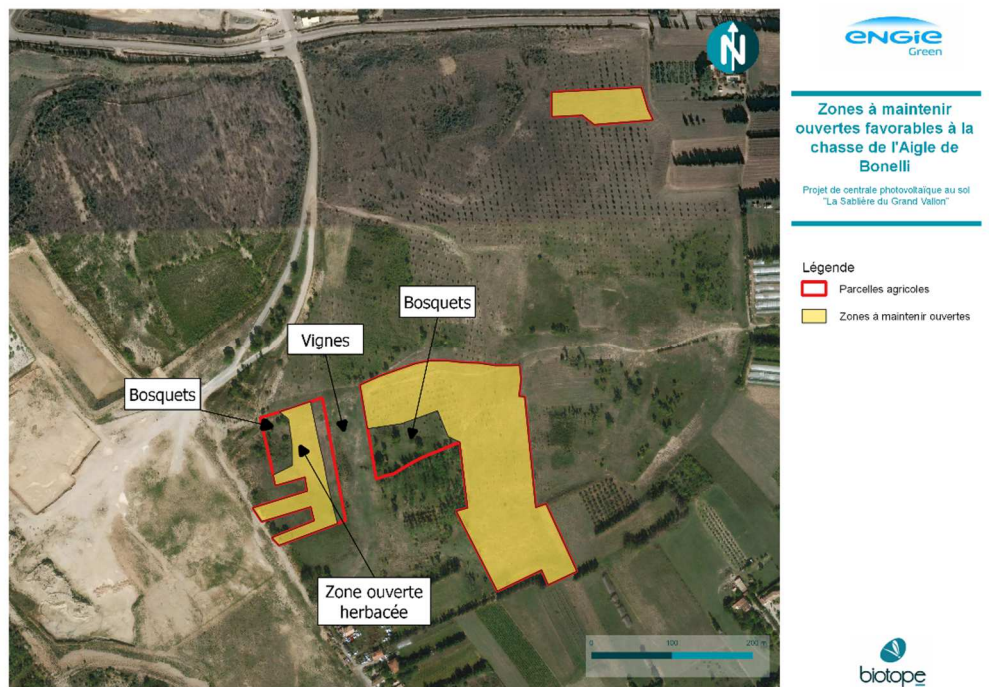 N
ENGiE
Green
Zones à maintenir
ouvertes favorables à la
chasse de l'Aigle de
Bonelli
Projet de centrale photovoltaïque au sol
"La Sablière du Grand Vallon"
Légende
Parcelles agricoles
Zones à maintenir ouvertes
Bosquets
Vignes
Bosquets
Zone ouverte
herbacée
0 100 200 m
biotope